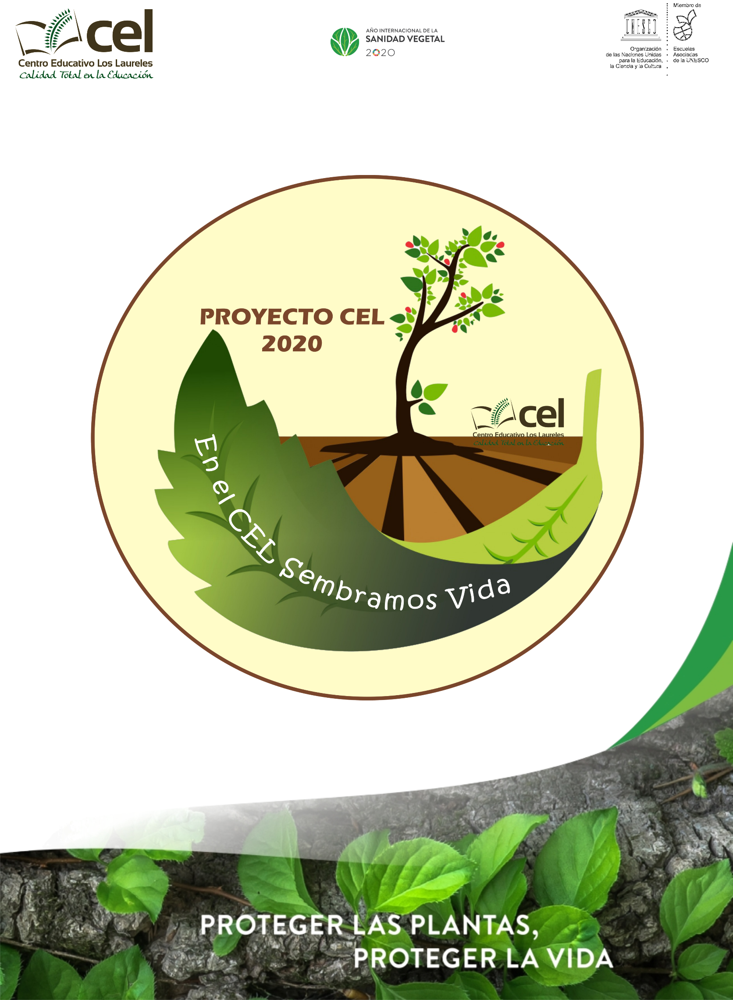 cel
Centro Educativo Los Laureles
Calidad Total en la Educación
AÑO INTERNACIONAL DE LA
SANIDAD VEGETAL
2020
UNESCO
Organización
de las Naciones Unidas
para la Educación,
la Ciencia y la Cultura
Miembro de
Escuelas
Asociadas
de la UNESCO
PROYECTO CEL
2020
cel
Centro Educativo Los Laureles
Calidad Total en la Educación
En el CEL Sembramos Vida
PROTEGER LAS PLANTAS,
PROTEGER LA VIDA